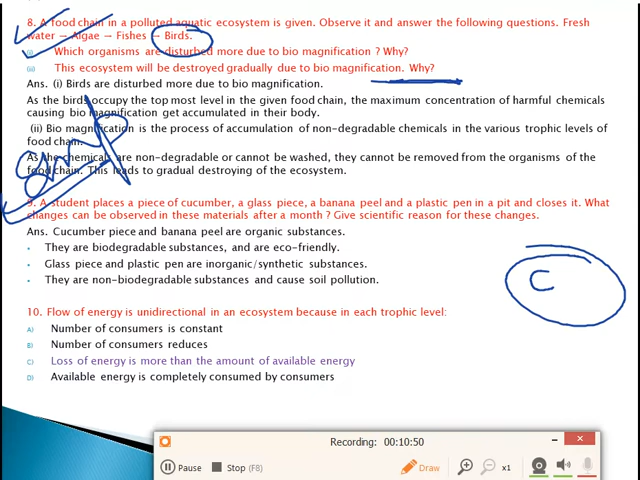 8. A food chain in a polluted aquatic ecosystem is given. Observe it and answer the following questions. Fresh
water → Algae → Fishes → Birds.
(i) Which organisms are disturbed more due to bio magnification ? Why?
(ii) This ecosystem will be destroyed gradually due to bio magnification. Why?
Ans. (i) Birds are disturbed more due to bio magnification.
As the birds occupy the top most level in the given food chain, the maximum concentration of harmful chemicals
causing bio magnification get accumulated in their body.
(ii) Bio magnification is the process of accumulation of non-degradable chemicals in the various trophic levels of
food chain.
As the chemicals are non-degradable or cannot be washed, they cannot be removed from the organisms of the
food chain. This leads to gradual destroying of the ecosystem.
9. A student places a piece of cucumber, a glass piece, a banana peel and a plastic pen in a pit and closes it. What
changes can be observed in these materials after a month ? Give scientific reason for these changes.
Ans. Cucumber piece and banana peel are organic substances.
• They are biodegradable substances, and are eco-friendly.
• Glass piece and plastic pen are inorganic/synthetic substances.
• They are non-biodegradable substances and cause soil pollution.
C
10. Flow of energy is unidirectional in an ecosystem because in each trophic level:
A) Number of consumers is constant
B) Number of consumers reduces
C) Loss of energy is more than the amount of available energy
D) Available energy is completely consumed by consumers
Recording: 00:10:50
Pause Stop (F8) Draw x1